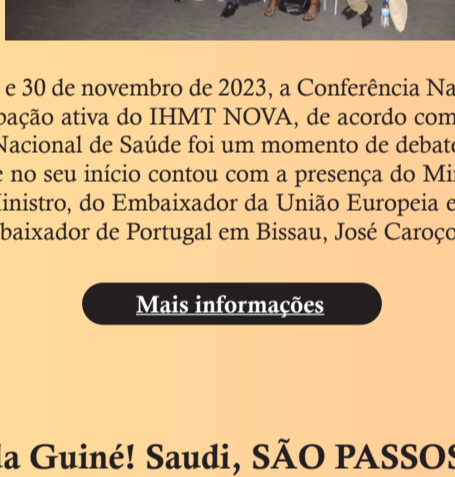 e 30 de novembro de 2023, a Conferência Na
pação ativa do IHMT NOVA, de acordo com
Nacional de Saúde foi um momento de debate
e no seu início contou com a presença do Mi
inistro, do Embaixador da União Europeia e
baixador de Portugal em Bissau, José Caroço
Mais informações
la Guiné! Saudi, SÃO PASSOS